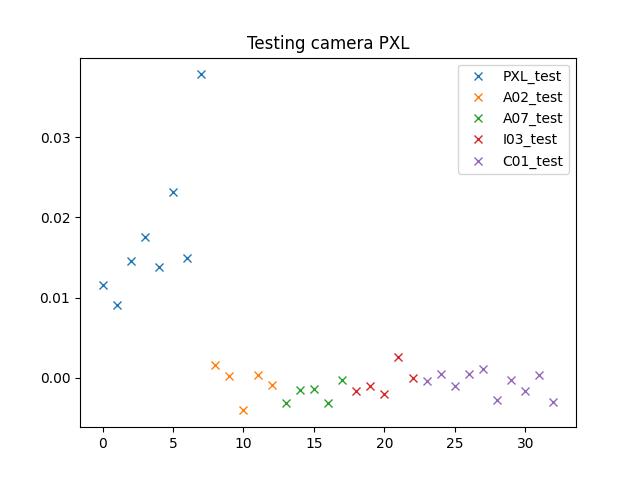 Testing camera PXL
PXL_test
A02_test
A07_test
I03_test
C01_test
0.03
0.02
0.01
0.00
0 5 10 15 20 25 30